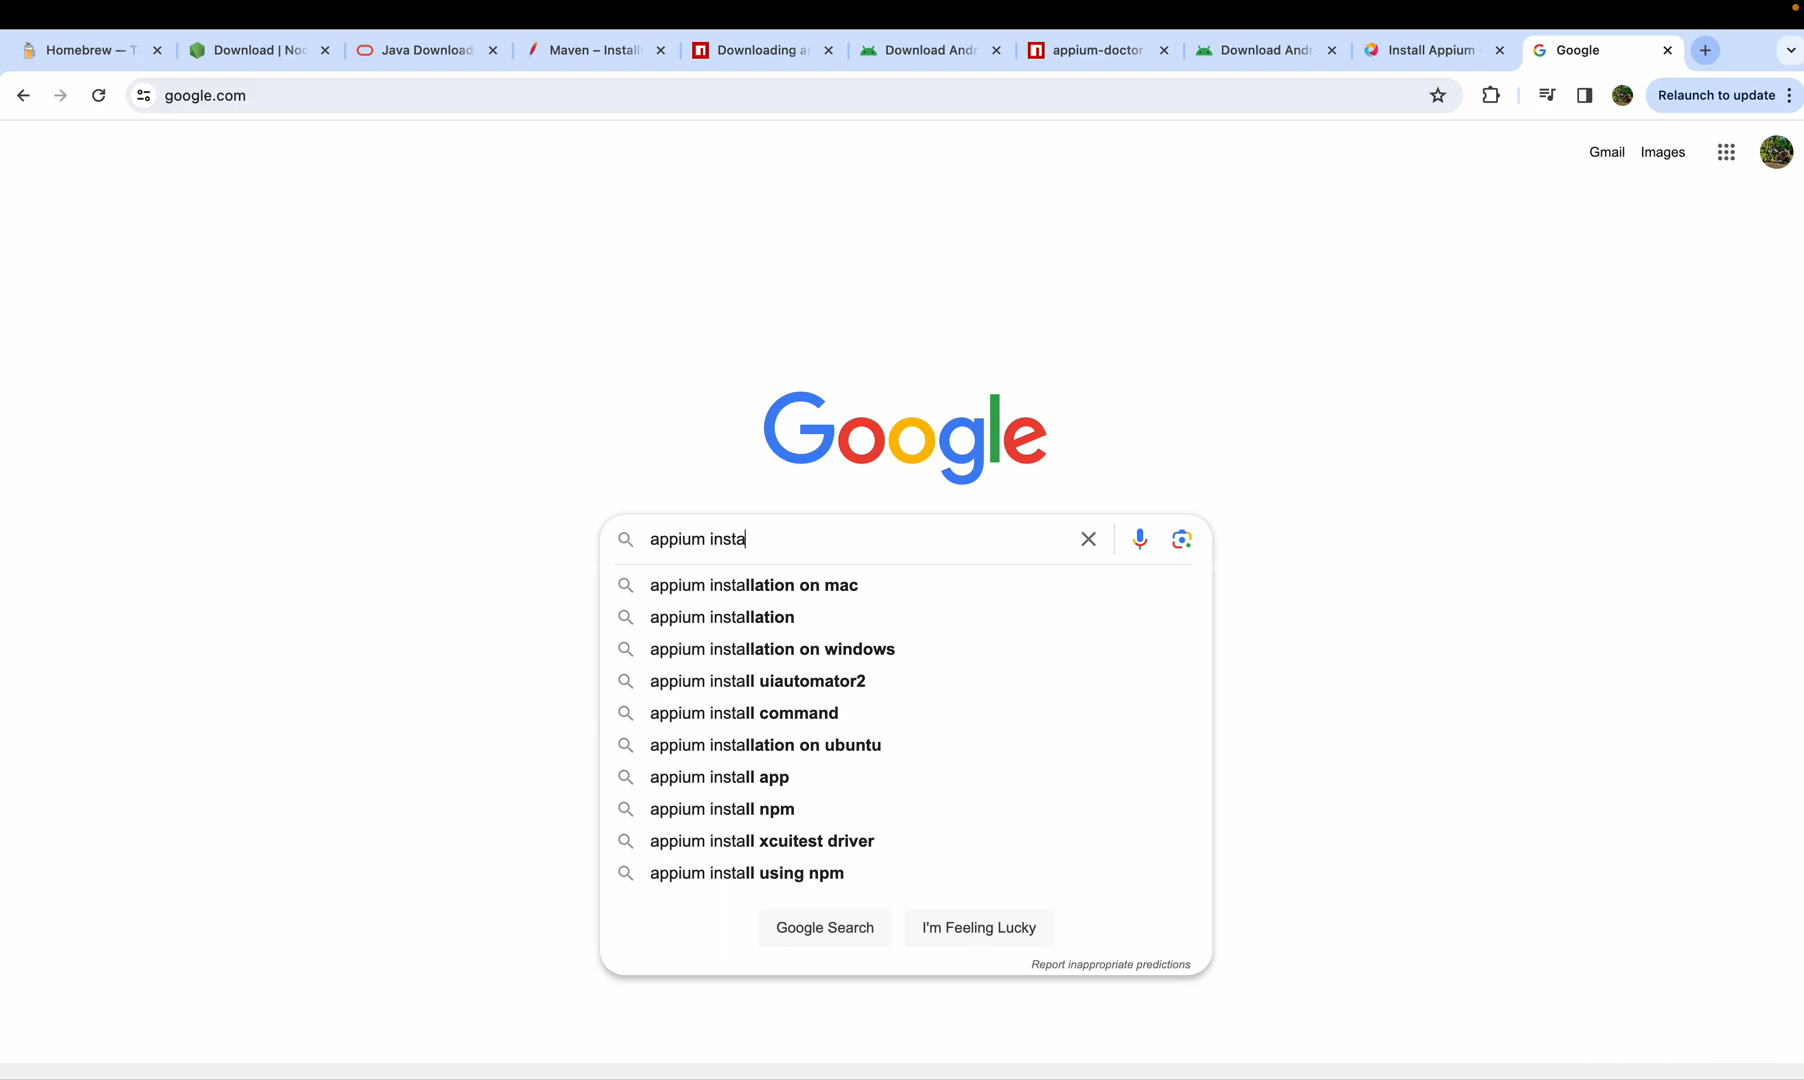 Homebrew — T
Download | Noc
Java Download
Maven – Install
Downloading a
Download Andr
appium-doctor
Download Andr
Install Appium
Google
google.com
Relaunch to update
Gmail
Images
Google
appium insta
appium installation on mac
appium installation
appium installation on windows
appium install uiautomator2
appium install command
appium installation on ubuntu
appium install app
appium install npm
appium install xcuitest driver
appium install using npm
Google Search
I'm Feeling Lucky
Report inappropriate predictions